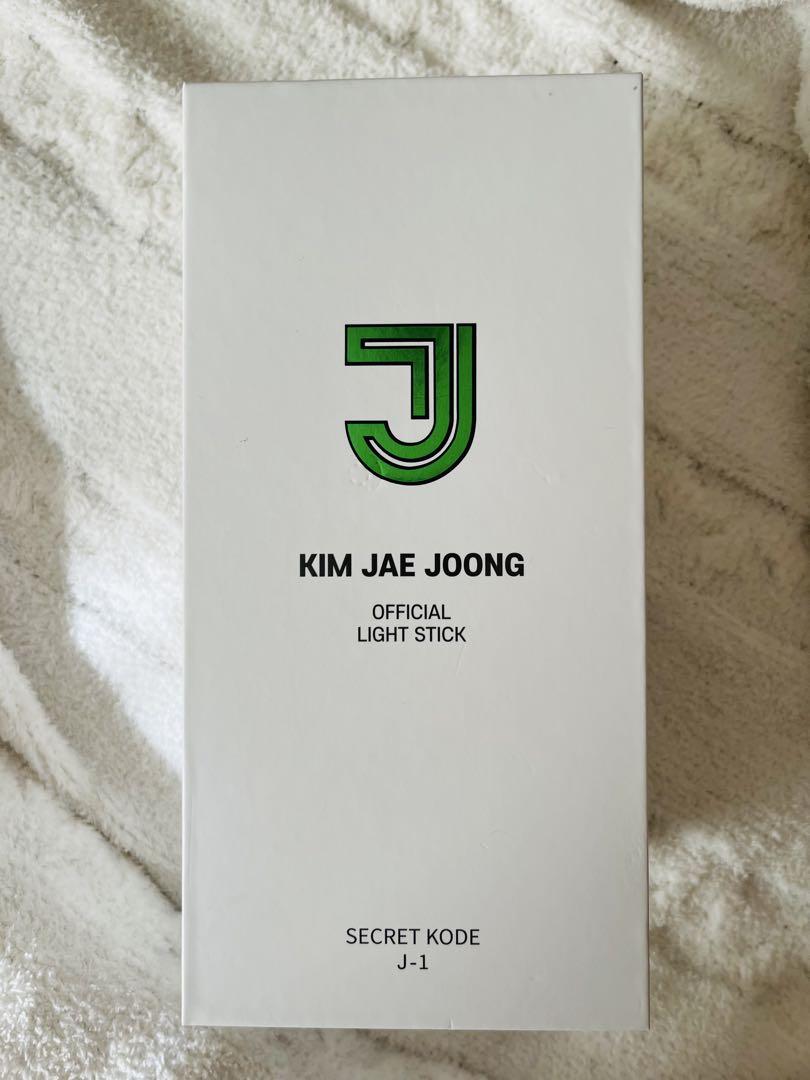 KIM JAE JOONG
OFFICIAL
LIGHT STICK
SECRET KODE
J-1